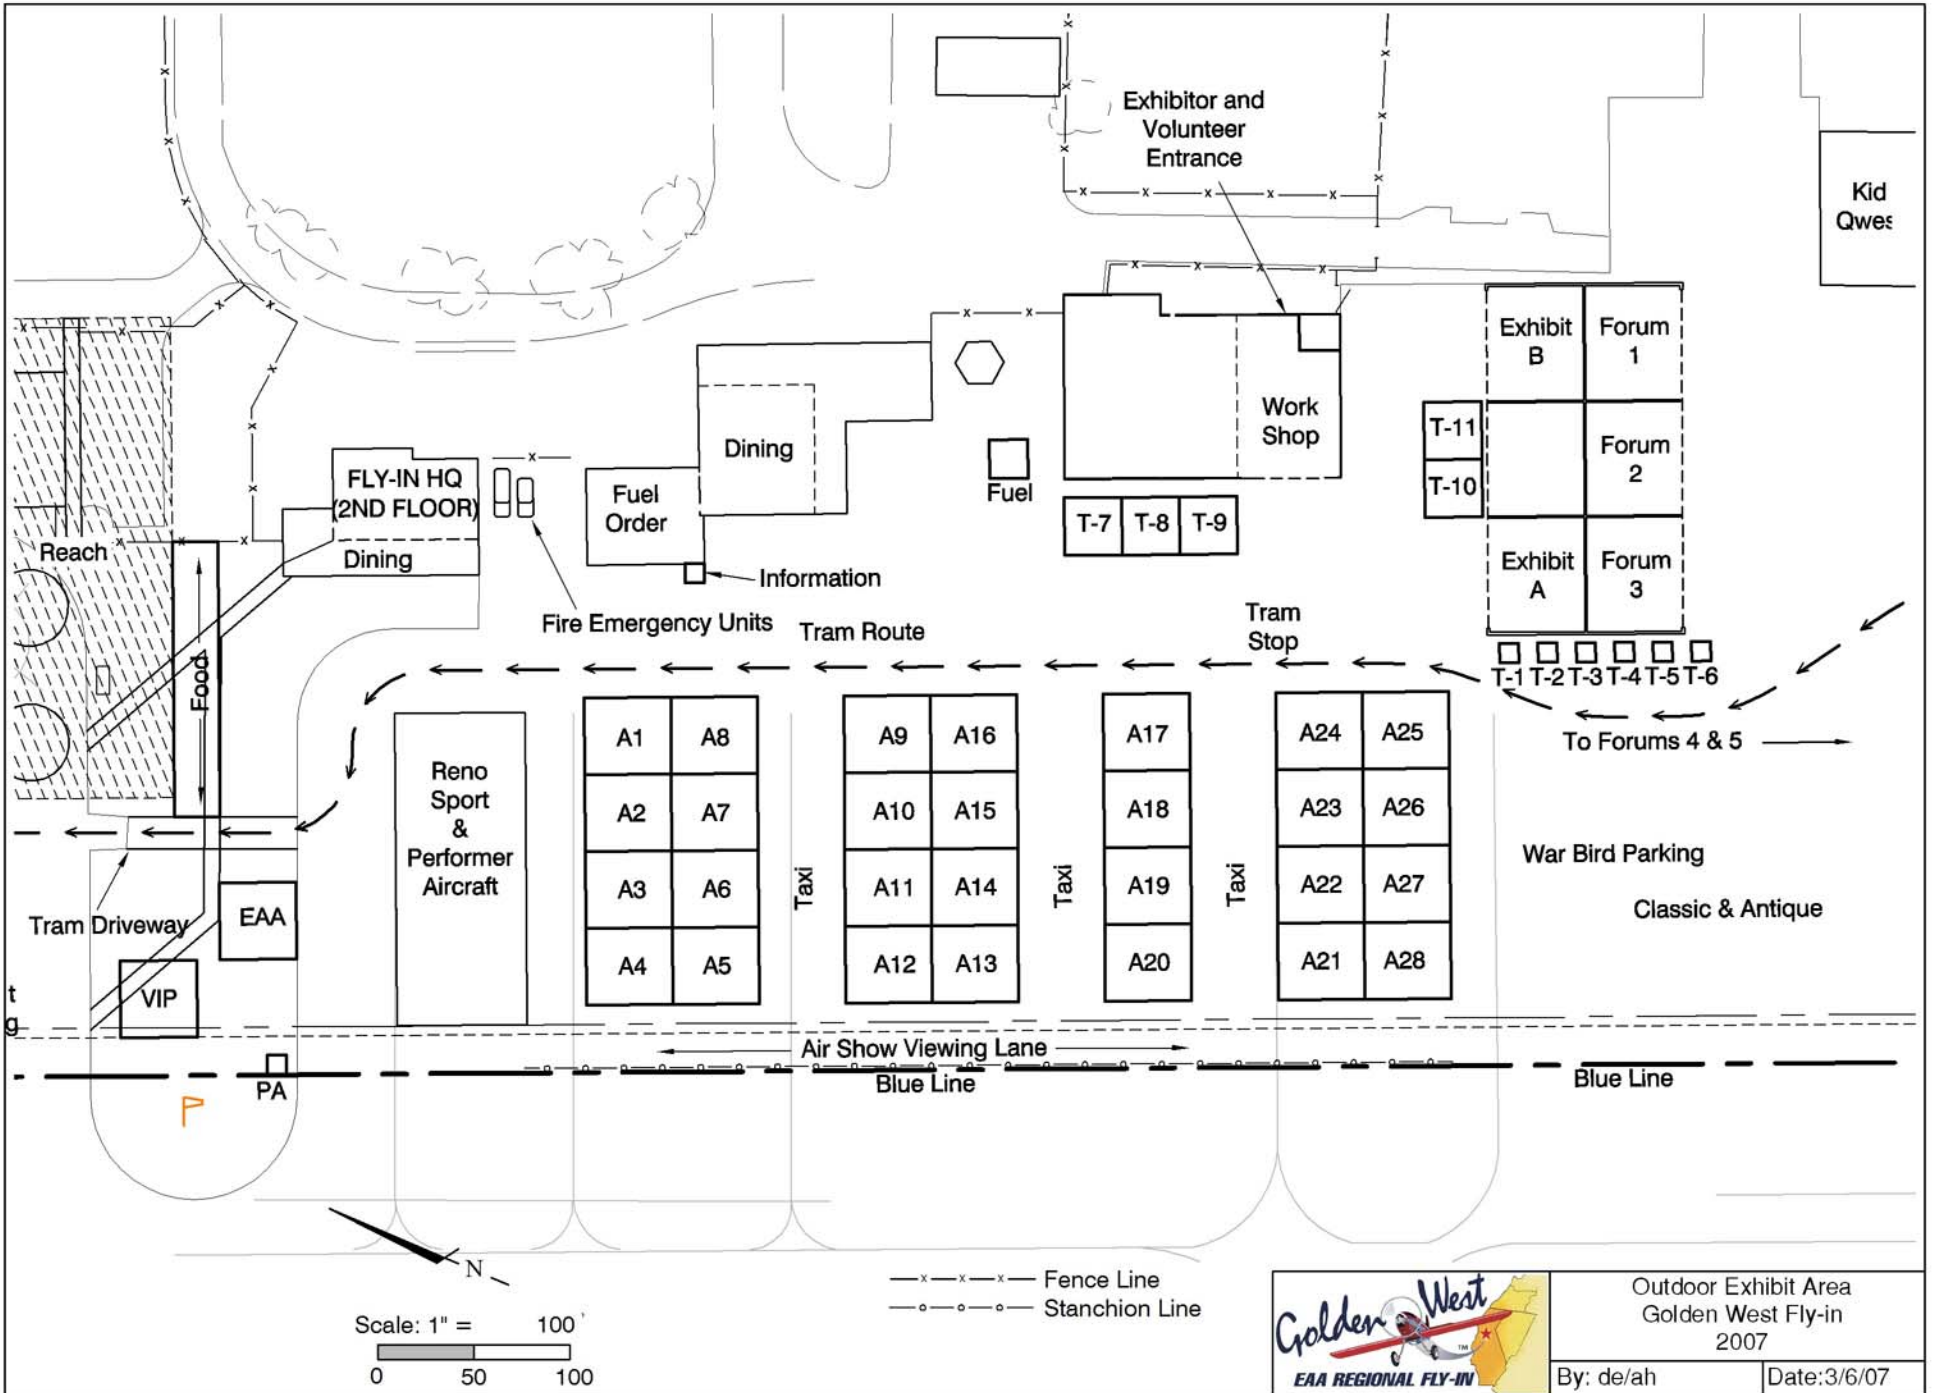 Exhibitor and
Volunteer
Entrance
Kid
Qwes
Exhibit
B
Forum
1
Work
Shop
T-11
T-10
Forum
2
Dining
FLY-IN HQ
(2ND FLOOR)
Dining
Fuel
Order
Fuel
T-7 T-8 T-9
Reach
Exhibit
A
Forum
3
Information
Fire Emergency Units
Tram Route
Tram
Stop
T-1 T-2 T-3 T-4 T-5 T-6
To Forums 4 & 5
Food
Reno
Sport
&
Performer
Aircraft
A1 A8
A2 A7
A3 A6
A4 A5
Taxi
A9 A16
A10 A15
A11 A14
A12 A13
Taxi
A17
A18
A19
A20
Taxi
A24 A25
A23 A26
A22 A27
A21 A28
War Bird Parking
Classic & Antique
Tram Driveway
EAA
VIP
t
g
PA
Air Show Viewing Lane
Blue Line
Blue Line
N
Fence Line
Stanchion Line
Scale: 1" = 100'
0 50 100
Golden West
TM
EAA REGIONAL FLY-IN
Outdoor Exhibit Area
Golden West Fly-in
2007
By: de/ah
Date:3/6/07